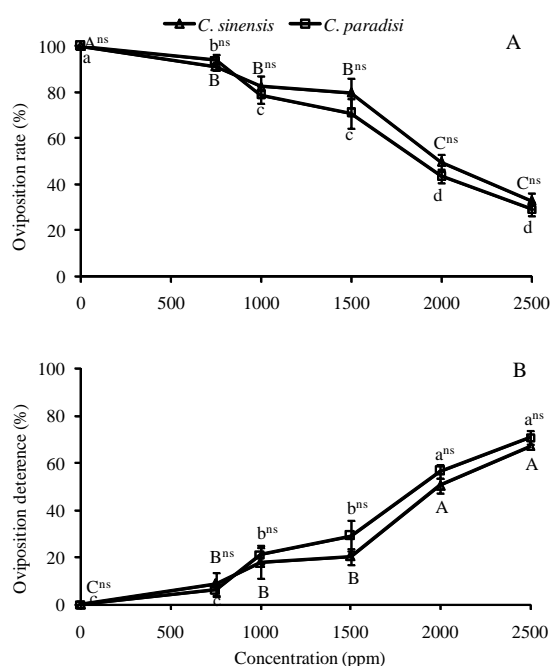 C. sinensis C. paradisi
A
Oviposition rate (%)
100
80
60
40
20
0
A^ns
a
b^ns
B
B^ns
c
B^ns
c
C^ns
d
C^ns
d
0 500 1000 1500 2000 2500
B
Oviposition deterence (%)
100
80
60
40
20
0
C^ns
c
B^ns
b^ns
B
b^ns
B
a^ns
A
a^ns
A
0 500 1000 1500 2000 2500
Concentration (ppm)